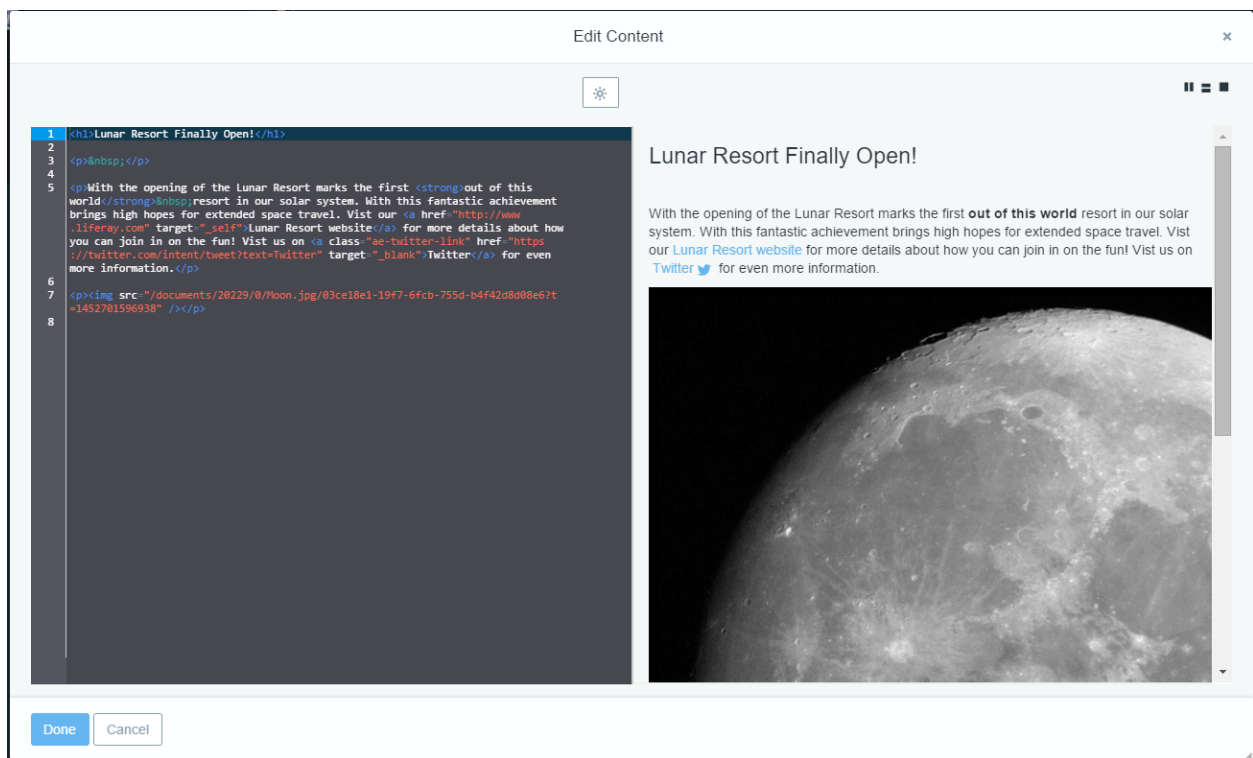 Edit Content
×
1 <h1>Lunar Resort Finally Open!</h1>
2
3 <p>&nbsp;</p>
4
5 <p>With the opening of the Lunar Resort marks the first <strong>out of this
world</strong>&nbsp;resort in our solar system. With this fantastic achievement
brings high hopes for extended space travel. Vist our <a href="http://www
.liferay.com" target="_self">Lunar Resort website</a> for more details about how
you can join in on the fun! Vist us on <a class="ae-twitter-link" href="https
://twitter.com/intent/tweet?text=Twitter" target="_blank">Twitter</a> for even
more information.</p>
6
7 <p><img src="/documents/20229/0/Moon.jpg/03ce18e1-19f7-6fcb-755d-b4f42d8d08e6?t
=1452701596938" /></p>
8
Lunar Resort Finally Open!
With the opening of the Lunar Resort marks the first out of this world resort in our solar
system. With this fantastic achievement brings high hopes for extended space travel. Vist
our Lunar Resort website for more details about how you can join in on the fun! Vist us on
Twitter for even more information.
Done
Cancel